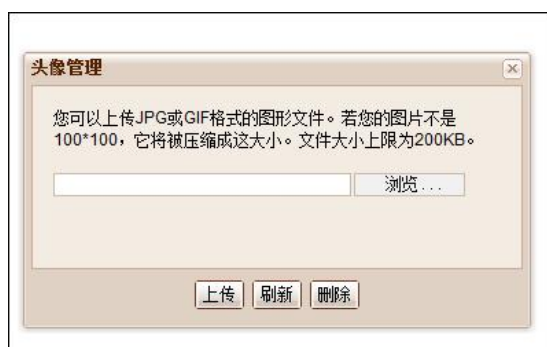 头像管理
您可以上传JPG或GIF格式的图形文件。若您的图片不是
100*100，它将被压缩成这大小。文件大小上限为200KB。
浏览...
上传 刷新 删除